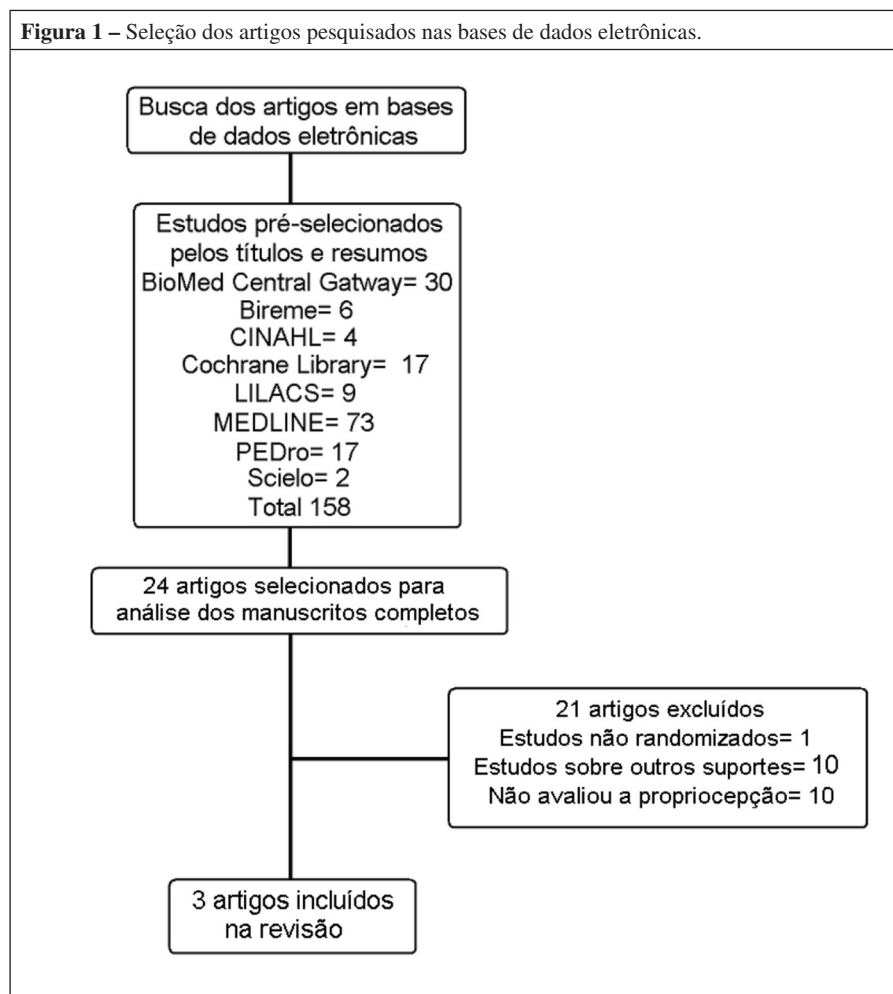 Figura 1 – Seleção dos artigos pesquisados nas bases de dados eletrônicas.
Busca dos artigos em bases
de dados eletrônicas
Estudos pré-selecionados
pelos títulos e resumos
BioMed Central Gatway= 30
Bireme= 6
CINAHL= 4
Cochrane Library= 17
LILACS= 9
MEDLINE= 73
PEDro= 17
Scielo= 2
Total 158
24 artigos selecionados para
análise dos manuscritos completos
21 artigos excluídos
Estudos não randomizados= 1
Estudos sobre outros suportes= 10
Não avaliou a propriocepção= 10
3 artigos incluídos
na revisão